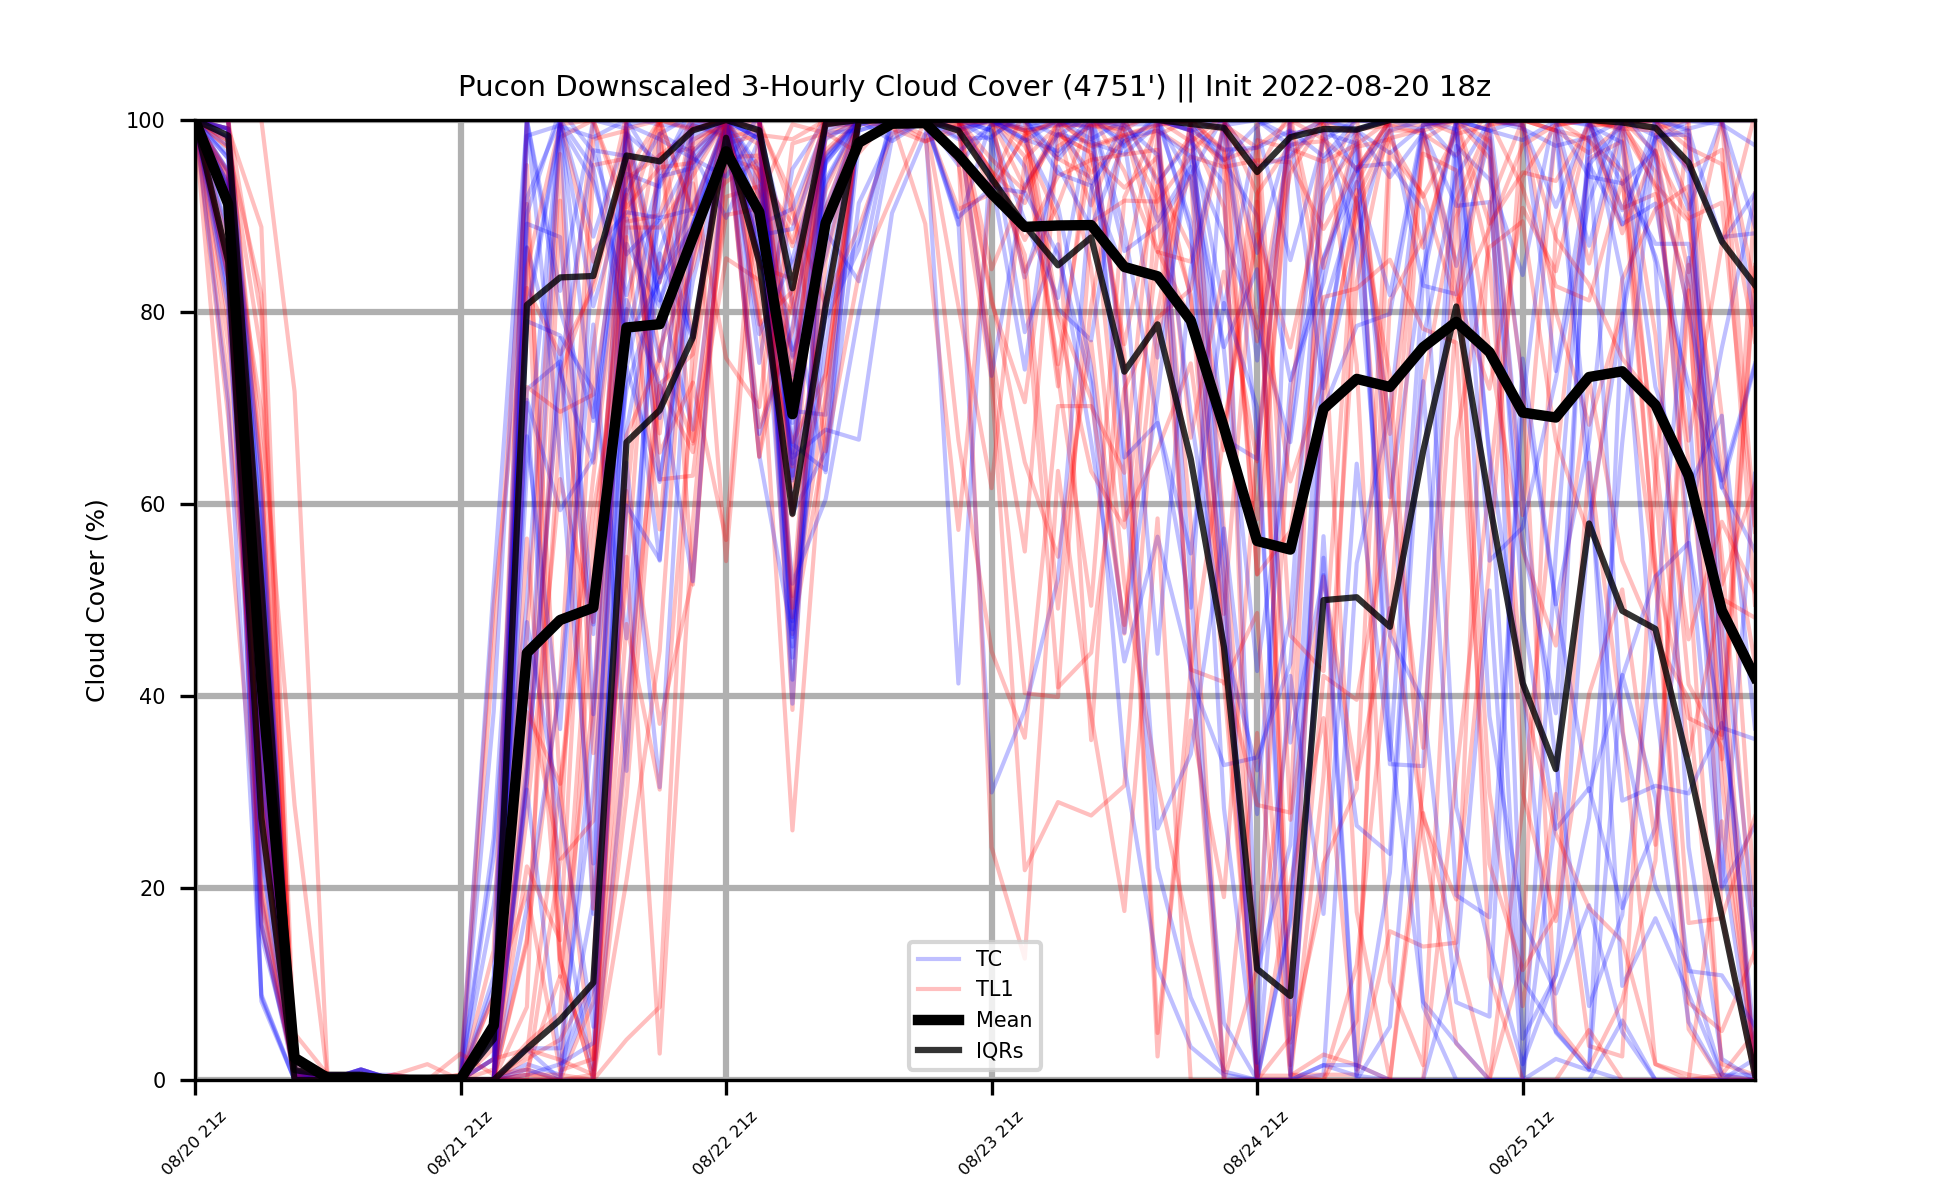 Pucon Downscaled 3-Hourly Cloud Cover (4751') || Init 2022-08-20 18z
Cloud Cover (%)
100
80
60
40
20
0
TC
TL1
Mean
IQRs
08/20 21z
08/21 21z
08/22 21z
08/23 21z
08/24 21z
08/25 21z